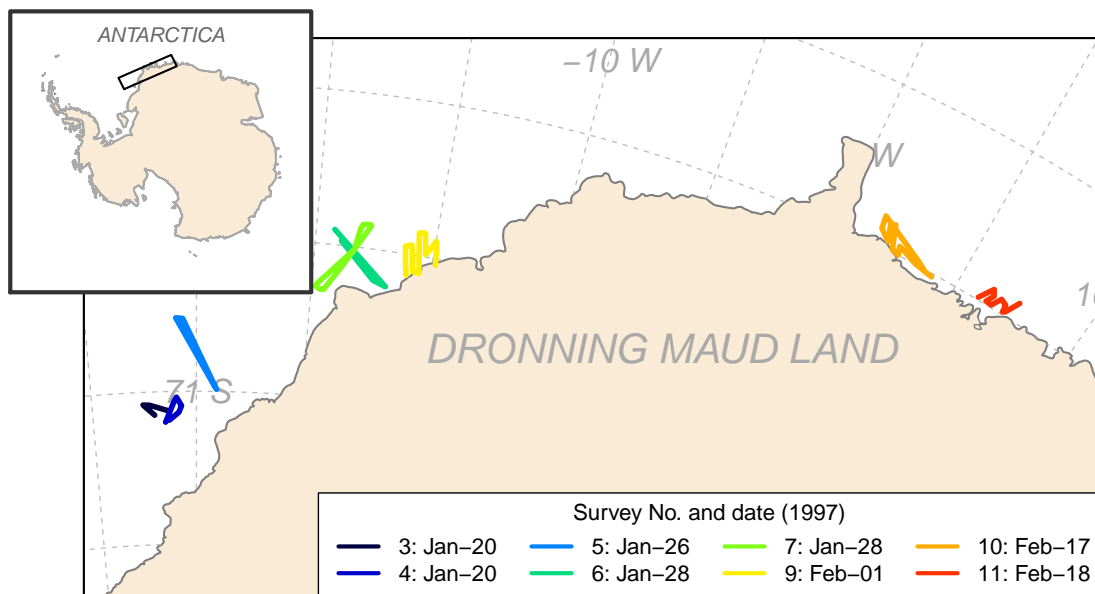 ANTARCTICA
−10 W
W
10
71 S
DRONNING MAUD LAND
Survey No. and date (1997)
3: Jan−20 5: Jan−26 7: Jan−28 10: Feb−17
4: Jan−20 6: Jan−28 9: Feb−01 11: Feb−18